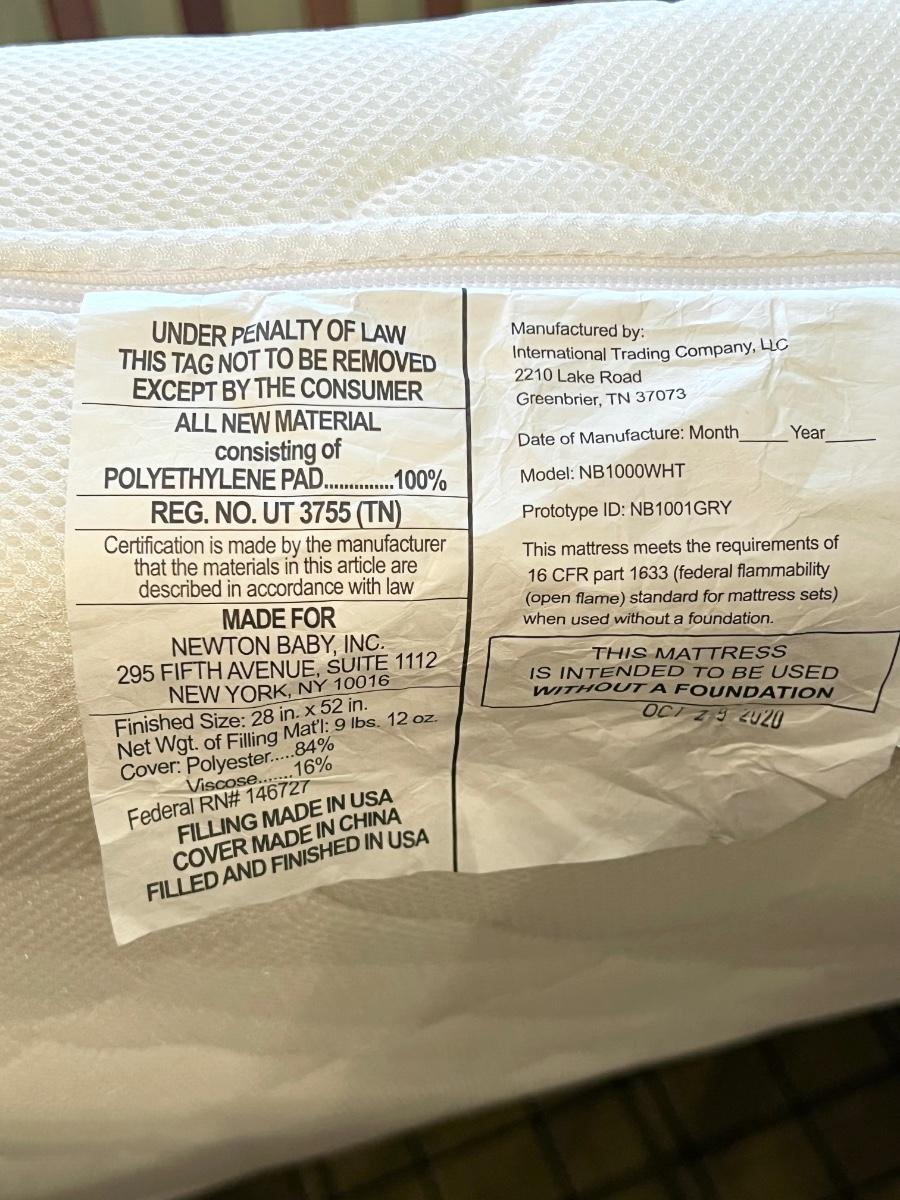 UNDER PENALTY OF LAW
THIS TAG NOT TO BE REMOVED
EXCEPT BY THE CONSUMER
ALL NEW MATERIAL
consisting of
POLYETHYLENE PAD..............100%
REG. NO. UT 3755 (TN)
Certification is made by the manufacturer
that the materials in this article are
described in accordance with law
MADE FOR
NEWTON BABY, INC.
295 FIFTH AVENUE, SUITE 1112
NEW YORK, NY 10016
Finished Size: 28 in. x 52 in.
Net Wgt. of Filling Mat'l: 9 lbs. 12 oz.
Cover: Polyester.....84%
Viscose.......16%
Federal RN# 146727
FILLING MADE IN USA
COVER MADE IN CHINA
FILLED AND FINISHED IN USA
Manufactured by:
International Trading Company, LLC
2210 Lake Road
Greenbrier, TN 37073
Date of Manufacture: Month_____ Year_____
Model: NB1000WHT
Prototype ID: NB1001GRY
This mattress meets the requirements of
16 CFR part 1633 (federal flammability
(open flame) standard for mattress sets)
when used without a foundation.
THIS MATTRESS
IS INTENDED TO BE USED
WITHOUT A FOUNDATION
OCT 29 2020